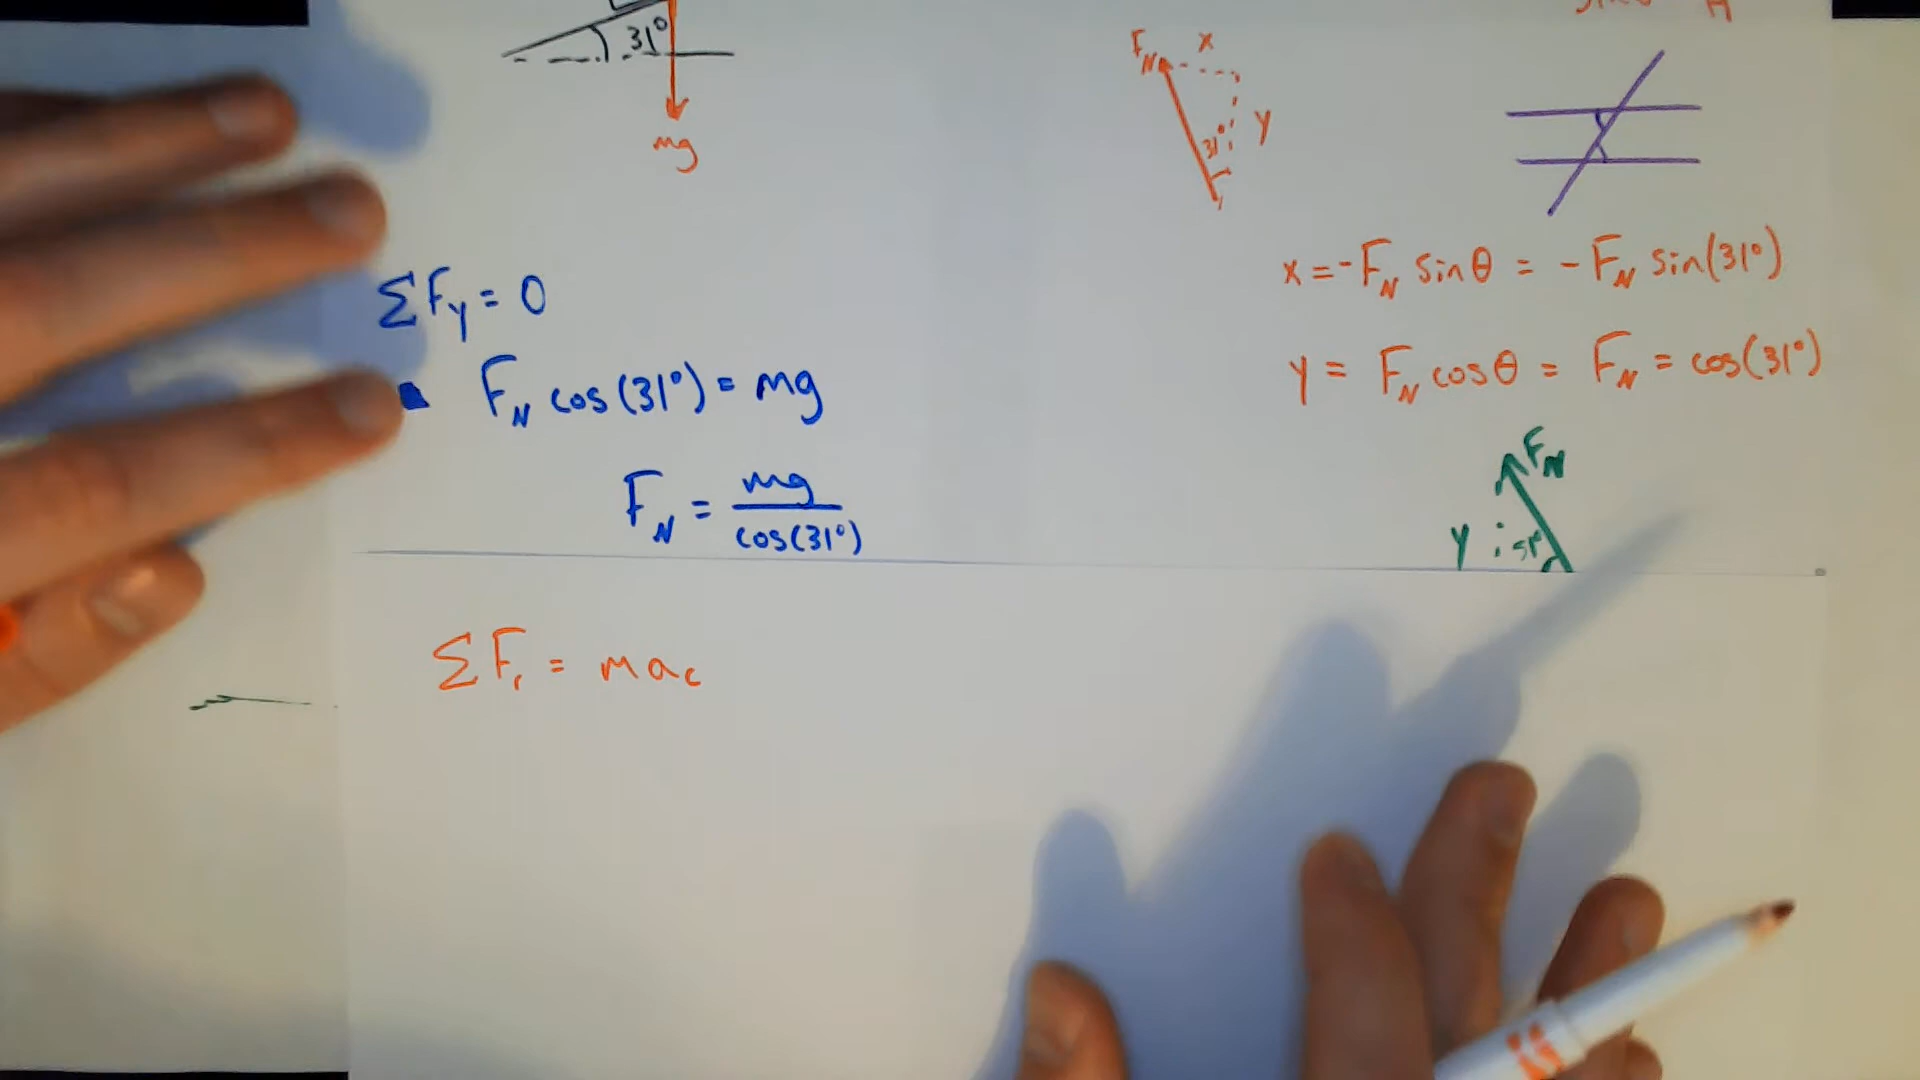 31°
mg
F_N x
31° y
ΣF_y = 0
F_N cos(31°) = mg
F_N = mg / cos(31°)
x = -F_N sinθ = -F_N sin(31°)
y = F_N cosθ = F_N = cos(31°)
F_N
y
ΣF_r = ma_c